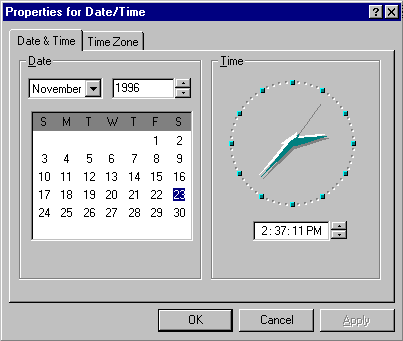 Properties for Date/Time
Date & Time Time Zone
Date
November 1996
S M T W T F S
1 2
3 4 5 6 7 8 9
10 11 12 13 14 15 16
17 18 19 20 21 22 23
24 25 26 27 28 29 30
Time
2: 37: 11 PM
OK Cancel Apply